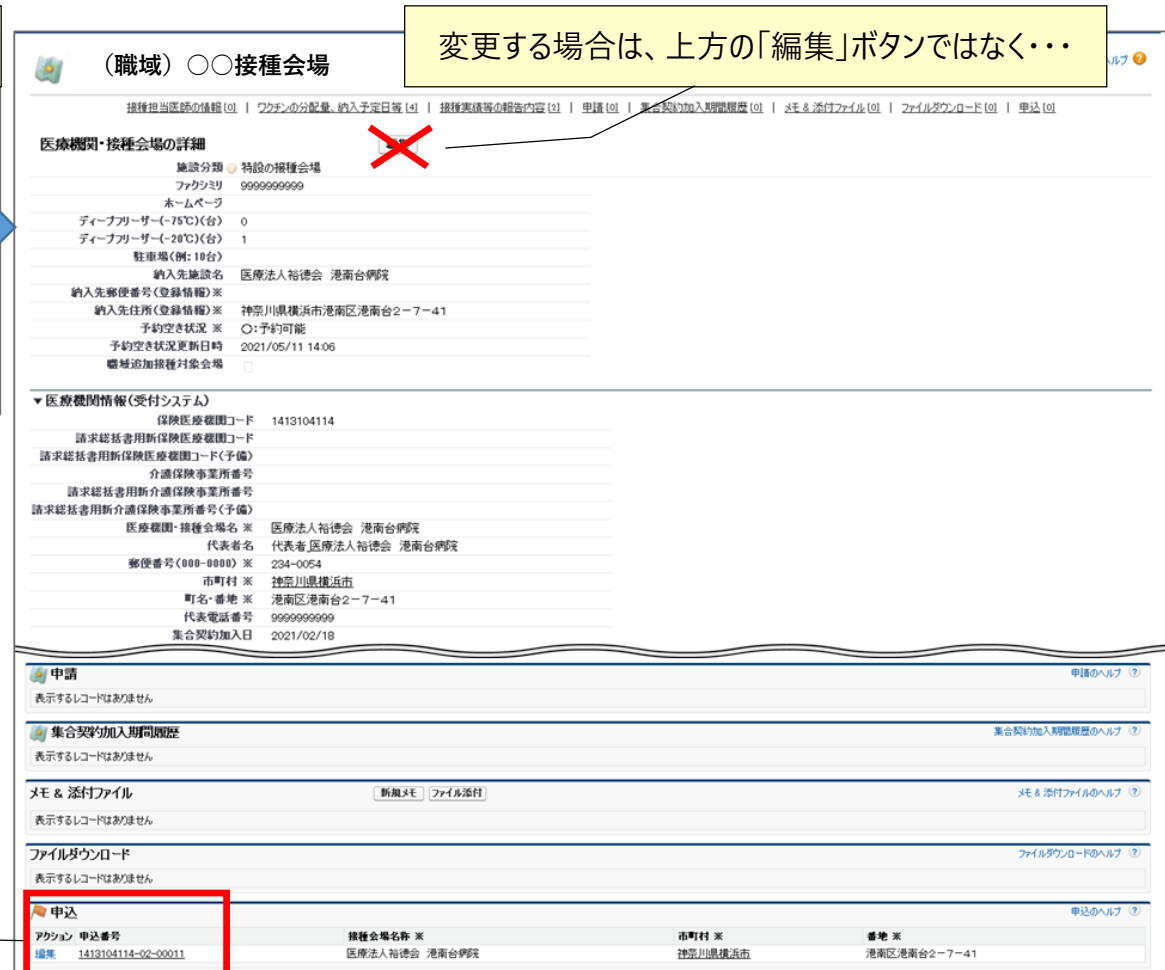 変更する場合は、上方の「編集」ボタンではなく・・・
（職域）○○接種会場
ヘルプ
接種担当医師の情報[0] | ワクチンの分配量、納入予定日等[4] | 接種実績等の報告内容[2] | 申請[0] | 集合契約加入期間履歴[0] | メモ & 添付ファイル[0] | ファイルダウンロード[0] | 申込[0]
医療機関・接種会場の詳細
施設分類 特設の接種会場
ファクシミリ 9999999999
ホームページ
ディープフリーザー(-75℃)(台) 0
ディープフリーザー(-20℃)(台) 1
駐車場(例:10台)
納入先施設名 医療法人裕徳会 港南台病院
納入先郵便番号(登録情報)※
納入先住所(登録情報)※ 神奈川県横浜市港南区港南台2－7－41
予約空き状況 ※ ○:予約可能
予約空き状況更新日時 2021/05/11 14:06
職域追加接種対象会場
▼医療機関情報(受付システム)
保険医療機関コード 1413104114
請求総括書用新保険医療機関コード
請求総括書用新保険医療機関コード(予備)
介護保険事業所番号
請求総括書用新介護保険事業所番号
請求総括書用新介護保険事業所番号(予備)
医療機関・接種会場名 ※ 医療法人裕徳会 港南台病院
代表者名 代表者_医療法人裕徳会 港南台病院
郵便番号(000-0000) ※ 234-0054
市町村 ※ 神奈川県横浜市
町名・番地 ※ 港南区港南台2－7－41
代表電話番号 9999999999
集合契約加入日 2021/02/18
申請 申請のヘルプ
表示するレコードはありません
集合契約加入期間履歴 集合契約加入期間履歴のヘルプ
表示するレコードはありません
メモ & 添付ファイル 新規メモ ファイル添付 メモ & 添付ファイルのヘルプ
表示するレコードはありません
ファイルダウンロード ファイルダウンロードのヘルプ
表示するレコードはありません
申込 申込のヘルプ
アクション 申込番号 接種会場名称 ※ 市町村 ※ 番地 ※
編集 1413104114-02-00011 医療法人裕徳会 港南台病院 神奈川県横浜市 港南区港南台2－7－41